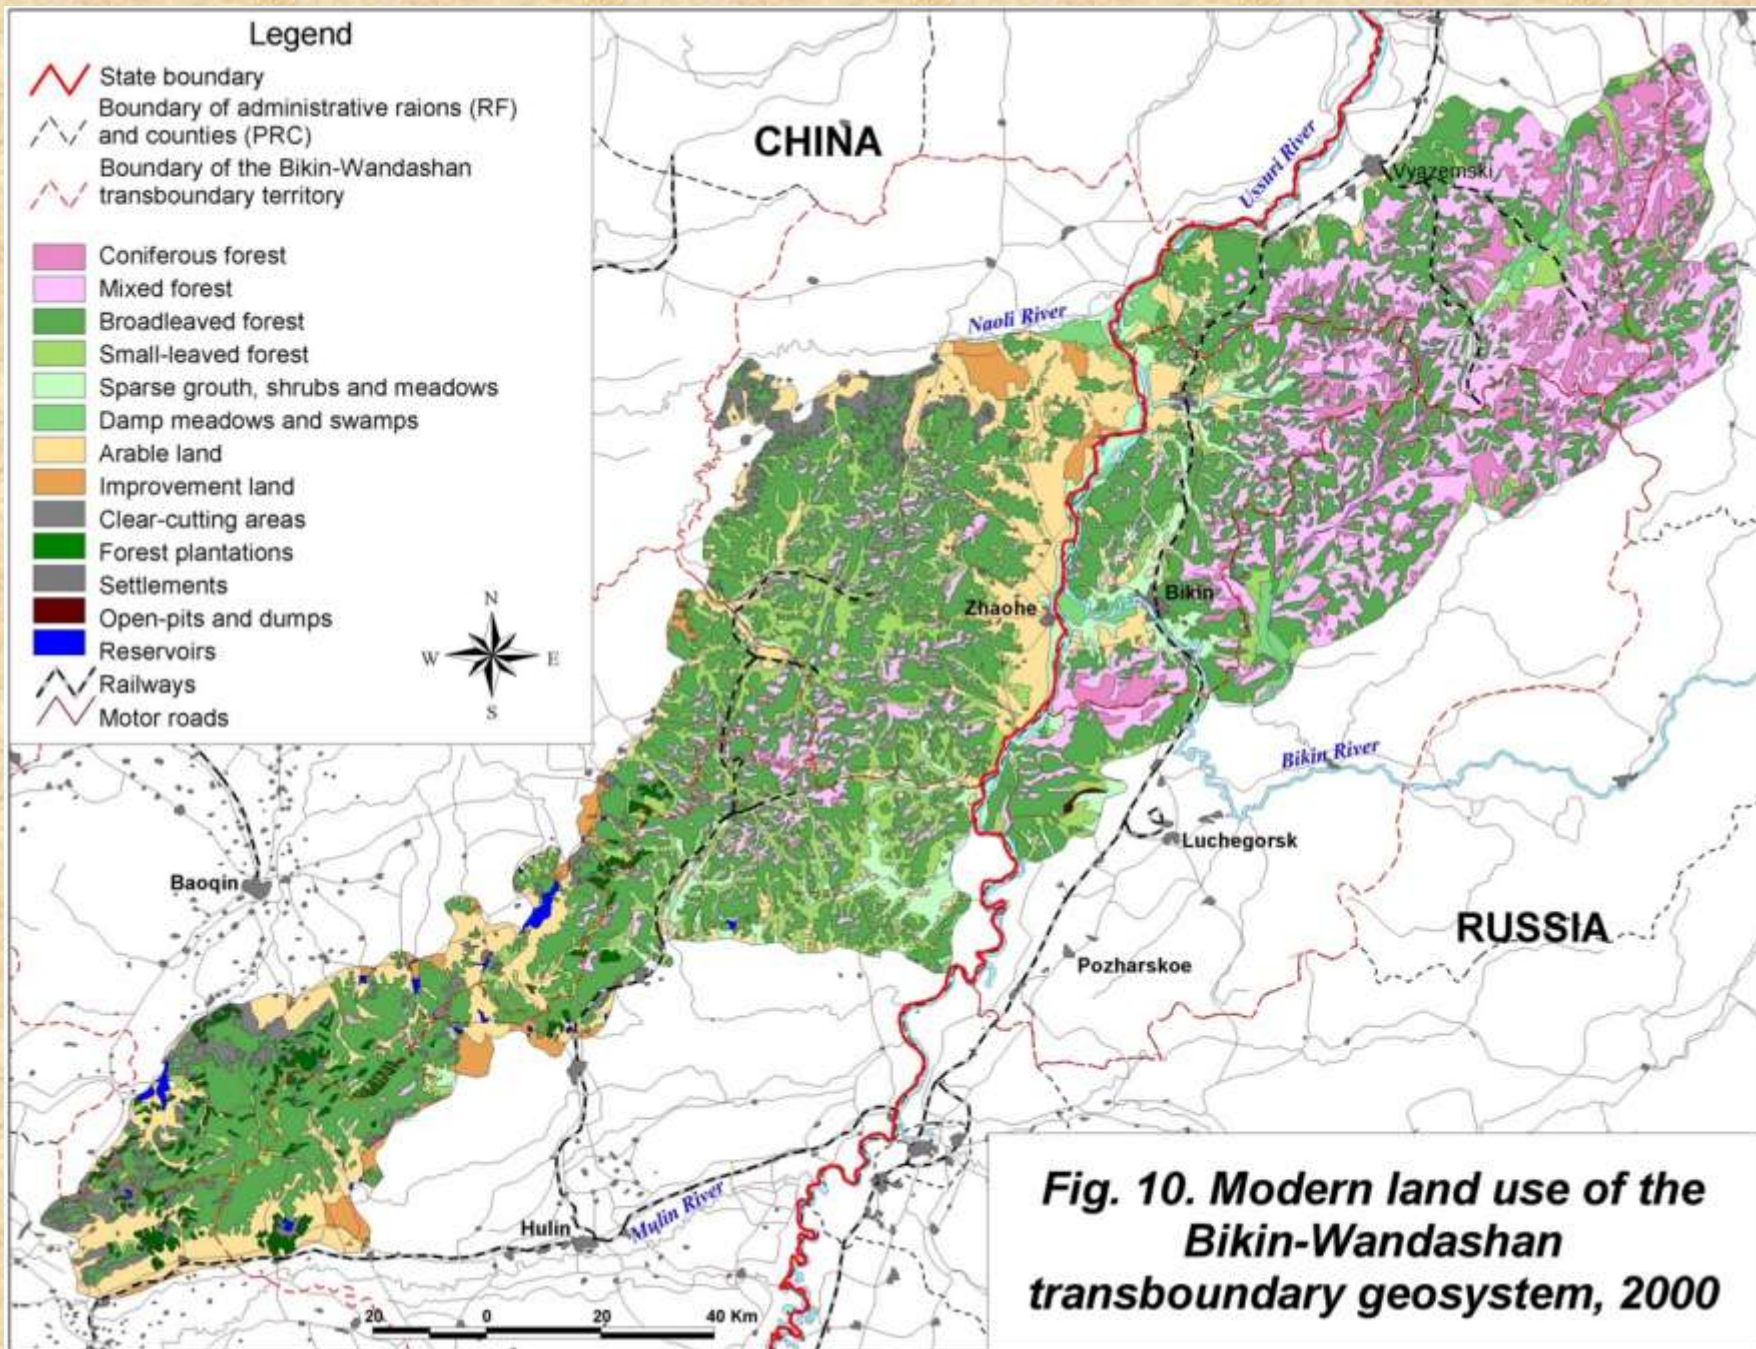 Legend
State boundary
Boundary of administrative raions (RF)
and counties (PRC)
Boundary of the Bikin-Wandashan
transboundary territory
Coniferous forest
Mixed forest
Broadleaved forest
Small-leaved forest
Sparse grouth, shrubs and meadows
Damp meadows and swamps
Arable land
Improvement land
Clear-cutting areas
Forest plantations
Settlements
Open-pits and dumps
Reservoirs
Railways
Motor roads
N
W E
S
CHINA
Ussuri River
Vyazemski
Naoli River
Zhaohe
Bikin
Bikin River
Luchegorsk
Baoqin
RUSSIA
Pozharskoe
Hulin
Mulin River
20 0 20 40 Km
Fig. 10. Modern land use of the
Bikin-Wandashan
transboundary geosystem, 2000